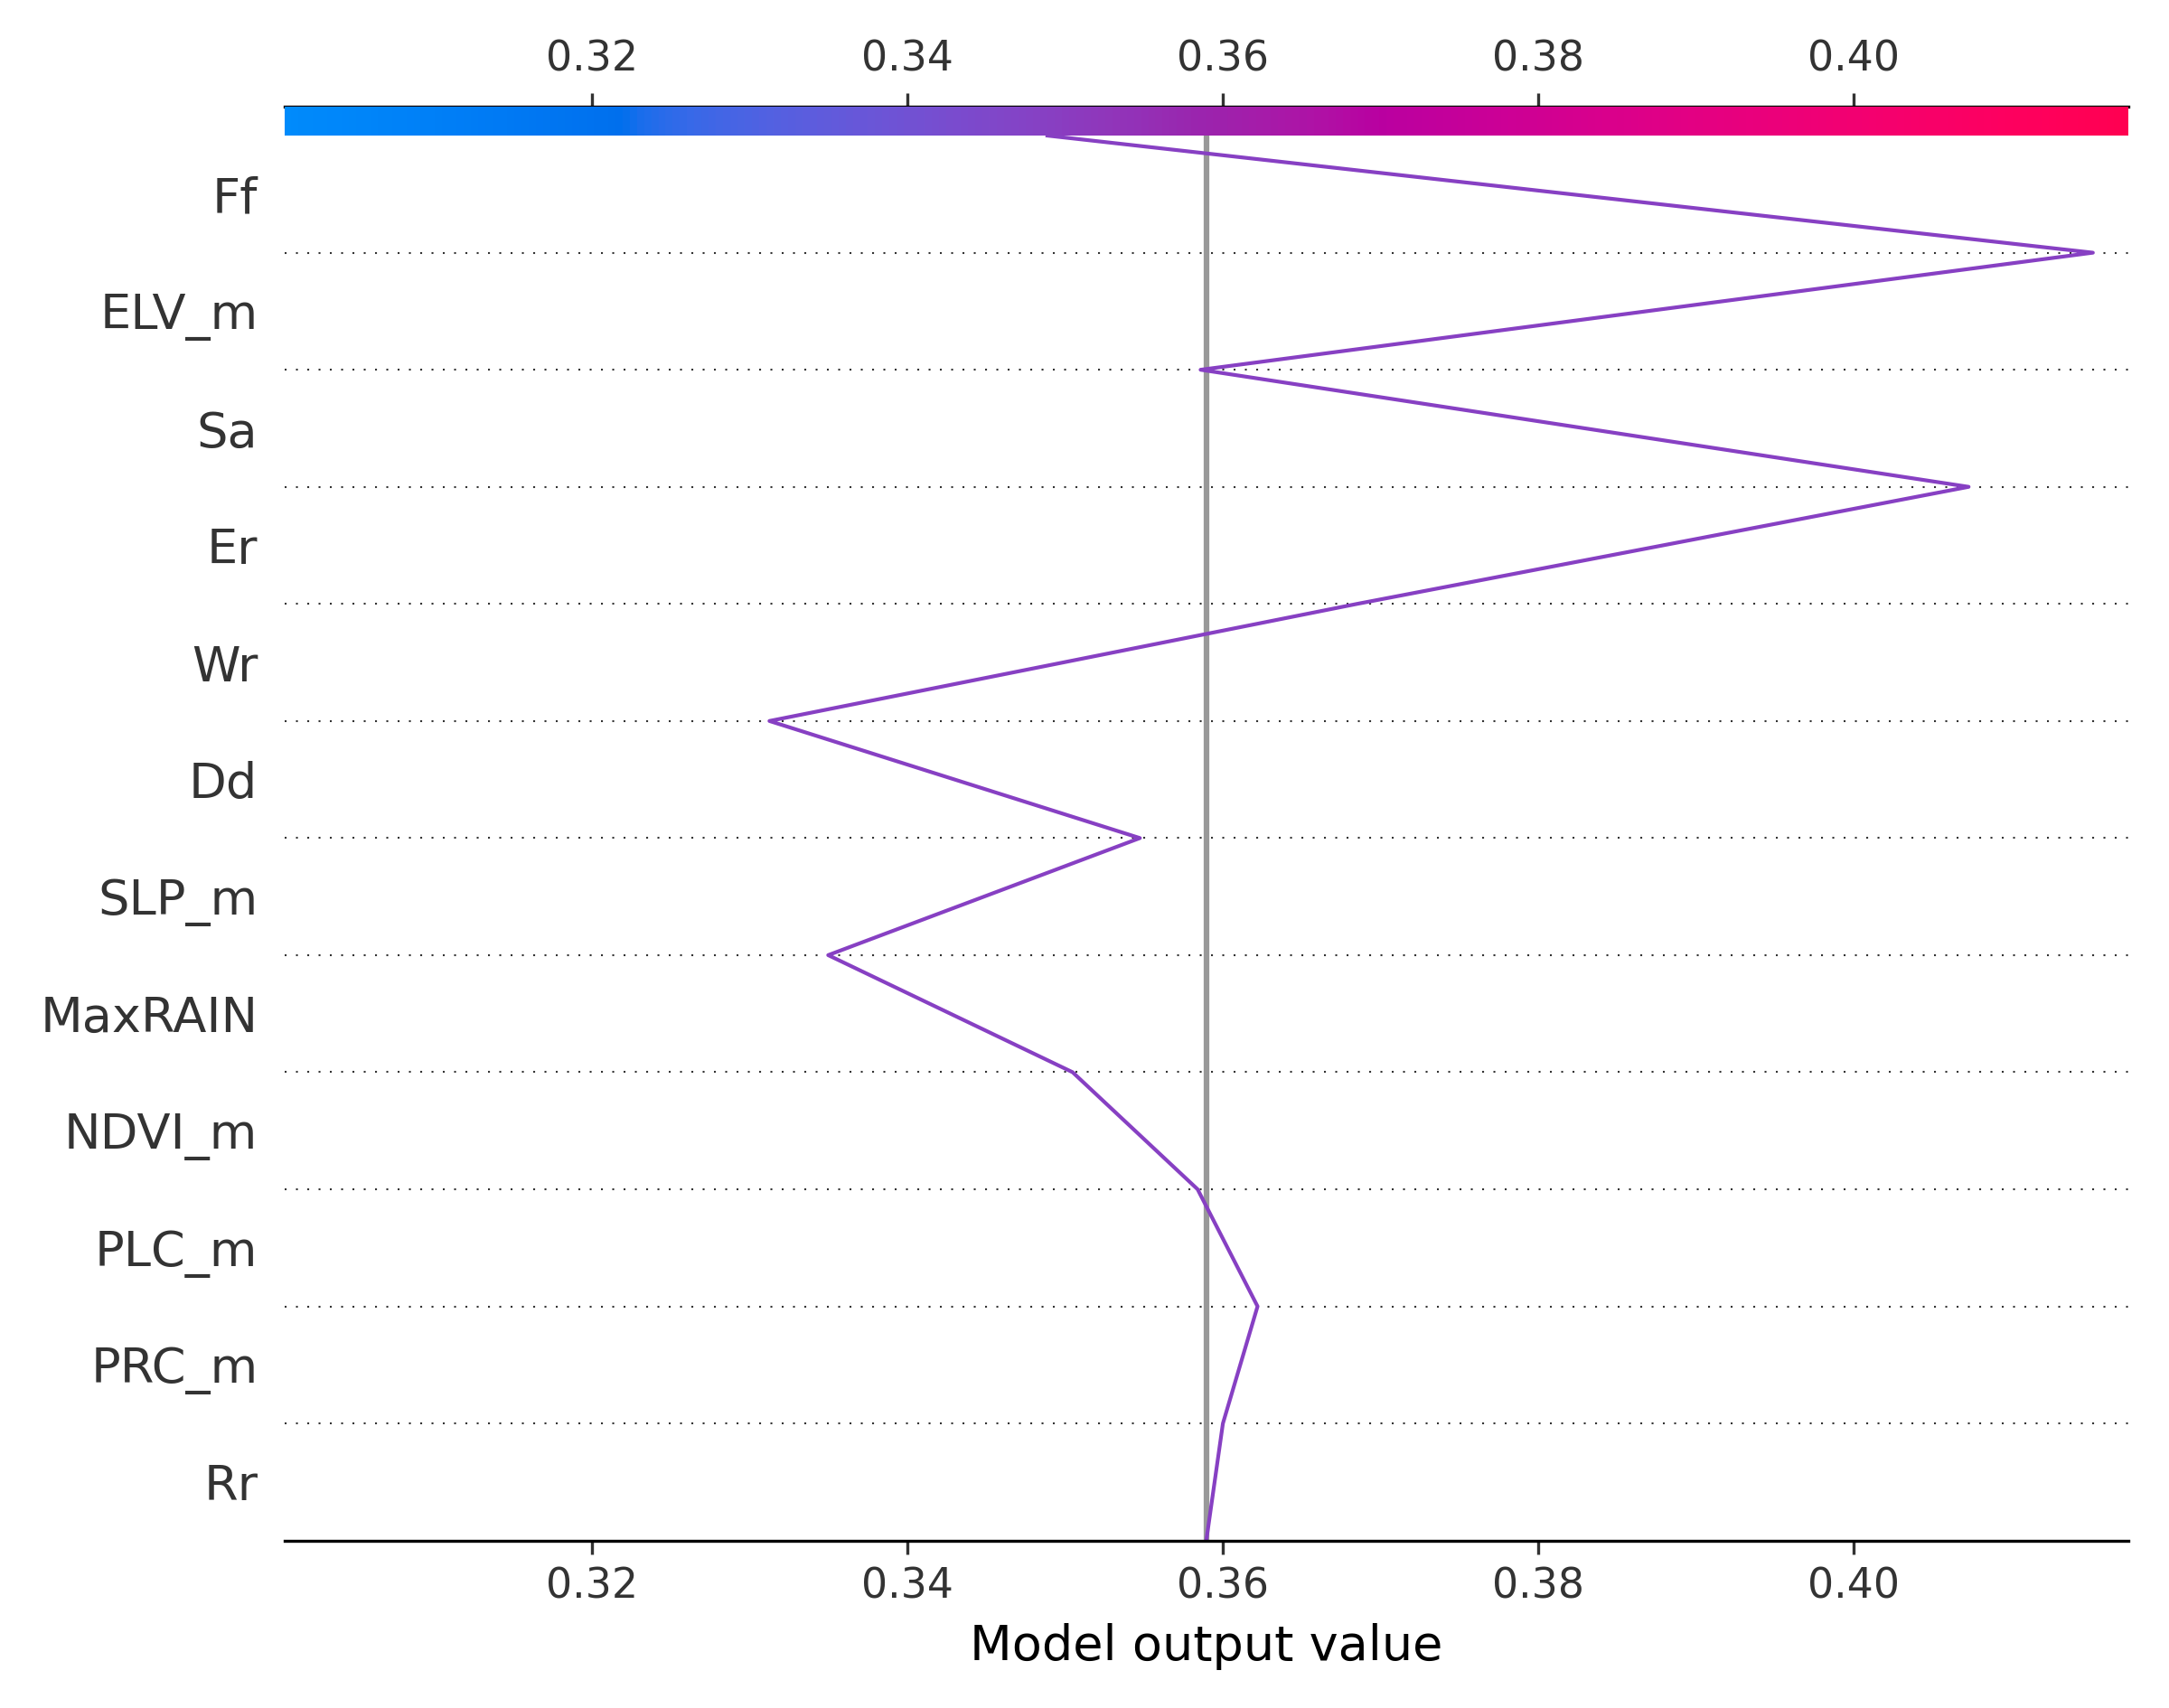 0.32 0.34 0.36 0.38 0.40
Ff
ELV_m
Sa
Er
Wr
Dd
SLP_m
MaxRAIN
NDVI_m
PLC_m
PRC_m
Rr
0.32 0.34 0.36 0.38 0.40
Model output value